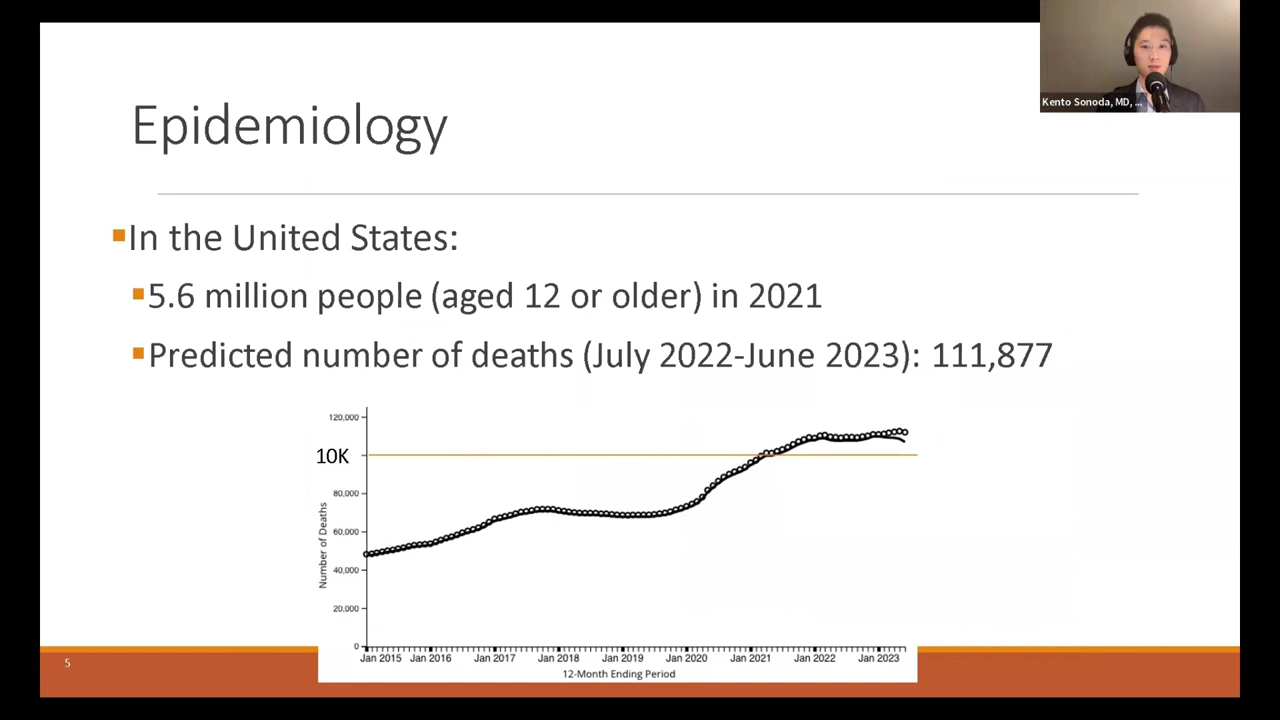 Kento Sonoda, MD, ...
Epidemiology
▪In the United States:
▪5.6 million people (aged 12 or older) in 2021
▪Predicted number of deaths (July 2022-June 2023): 111,877
120,000
10K
80,000
60,000
40,000
20,000
0
Number of Deaths
Jan 2015 Jan 2016 Jan 2017 Jan 2018 Jan 2019 Jan 2020 Jan 2021 Jan 2022 Jan 2023
12-Month Ending Period
5